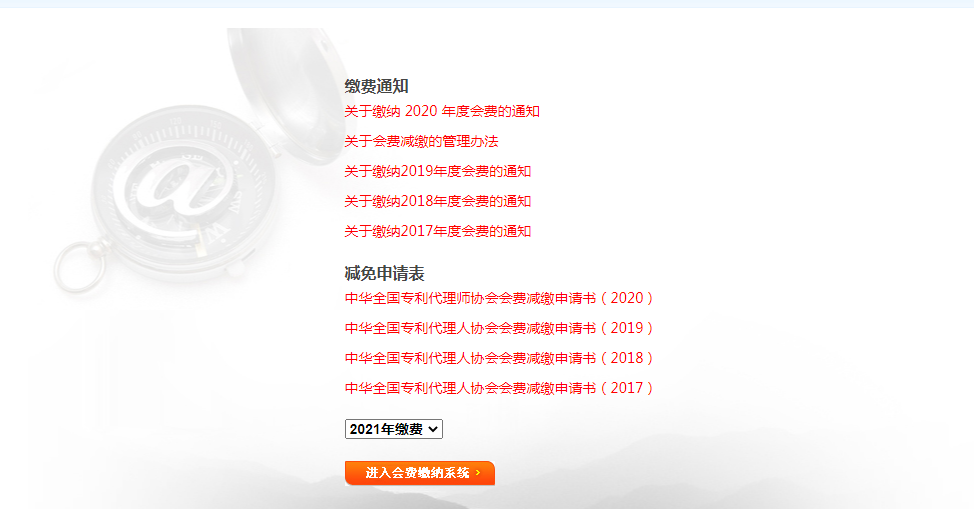 缴费通知
关于缴纳 2020 年度会费的通知
关于会费减缴的管理办法
关于缴纳2019年度会费的通知
关于缴纳2018年度会费的通知
关于缴纳2017年度会费的通知
减免申请表
中华全国专利代理师协会会费减缴申请书（2020）
中华全国专利代理人协会会费减缴申请书（2019）
中华全国专利代理人协会会费减缴申请书（2018）
中华全国专利代理人协会会费减缴申请书（2017）
2021年缴费
进入会费缴纳系统 ›